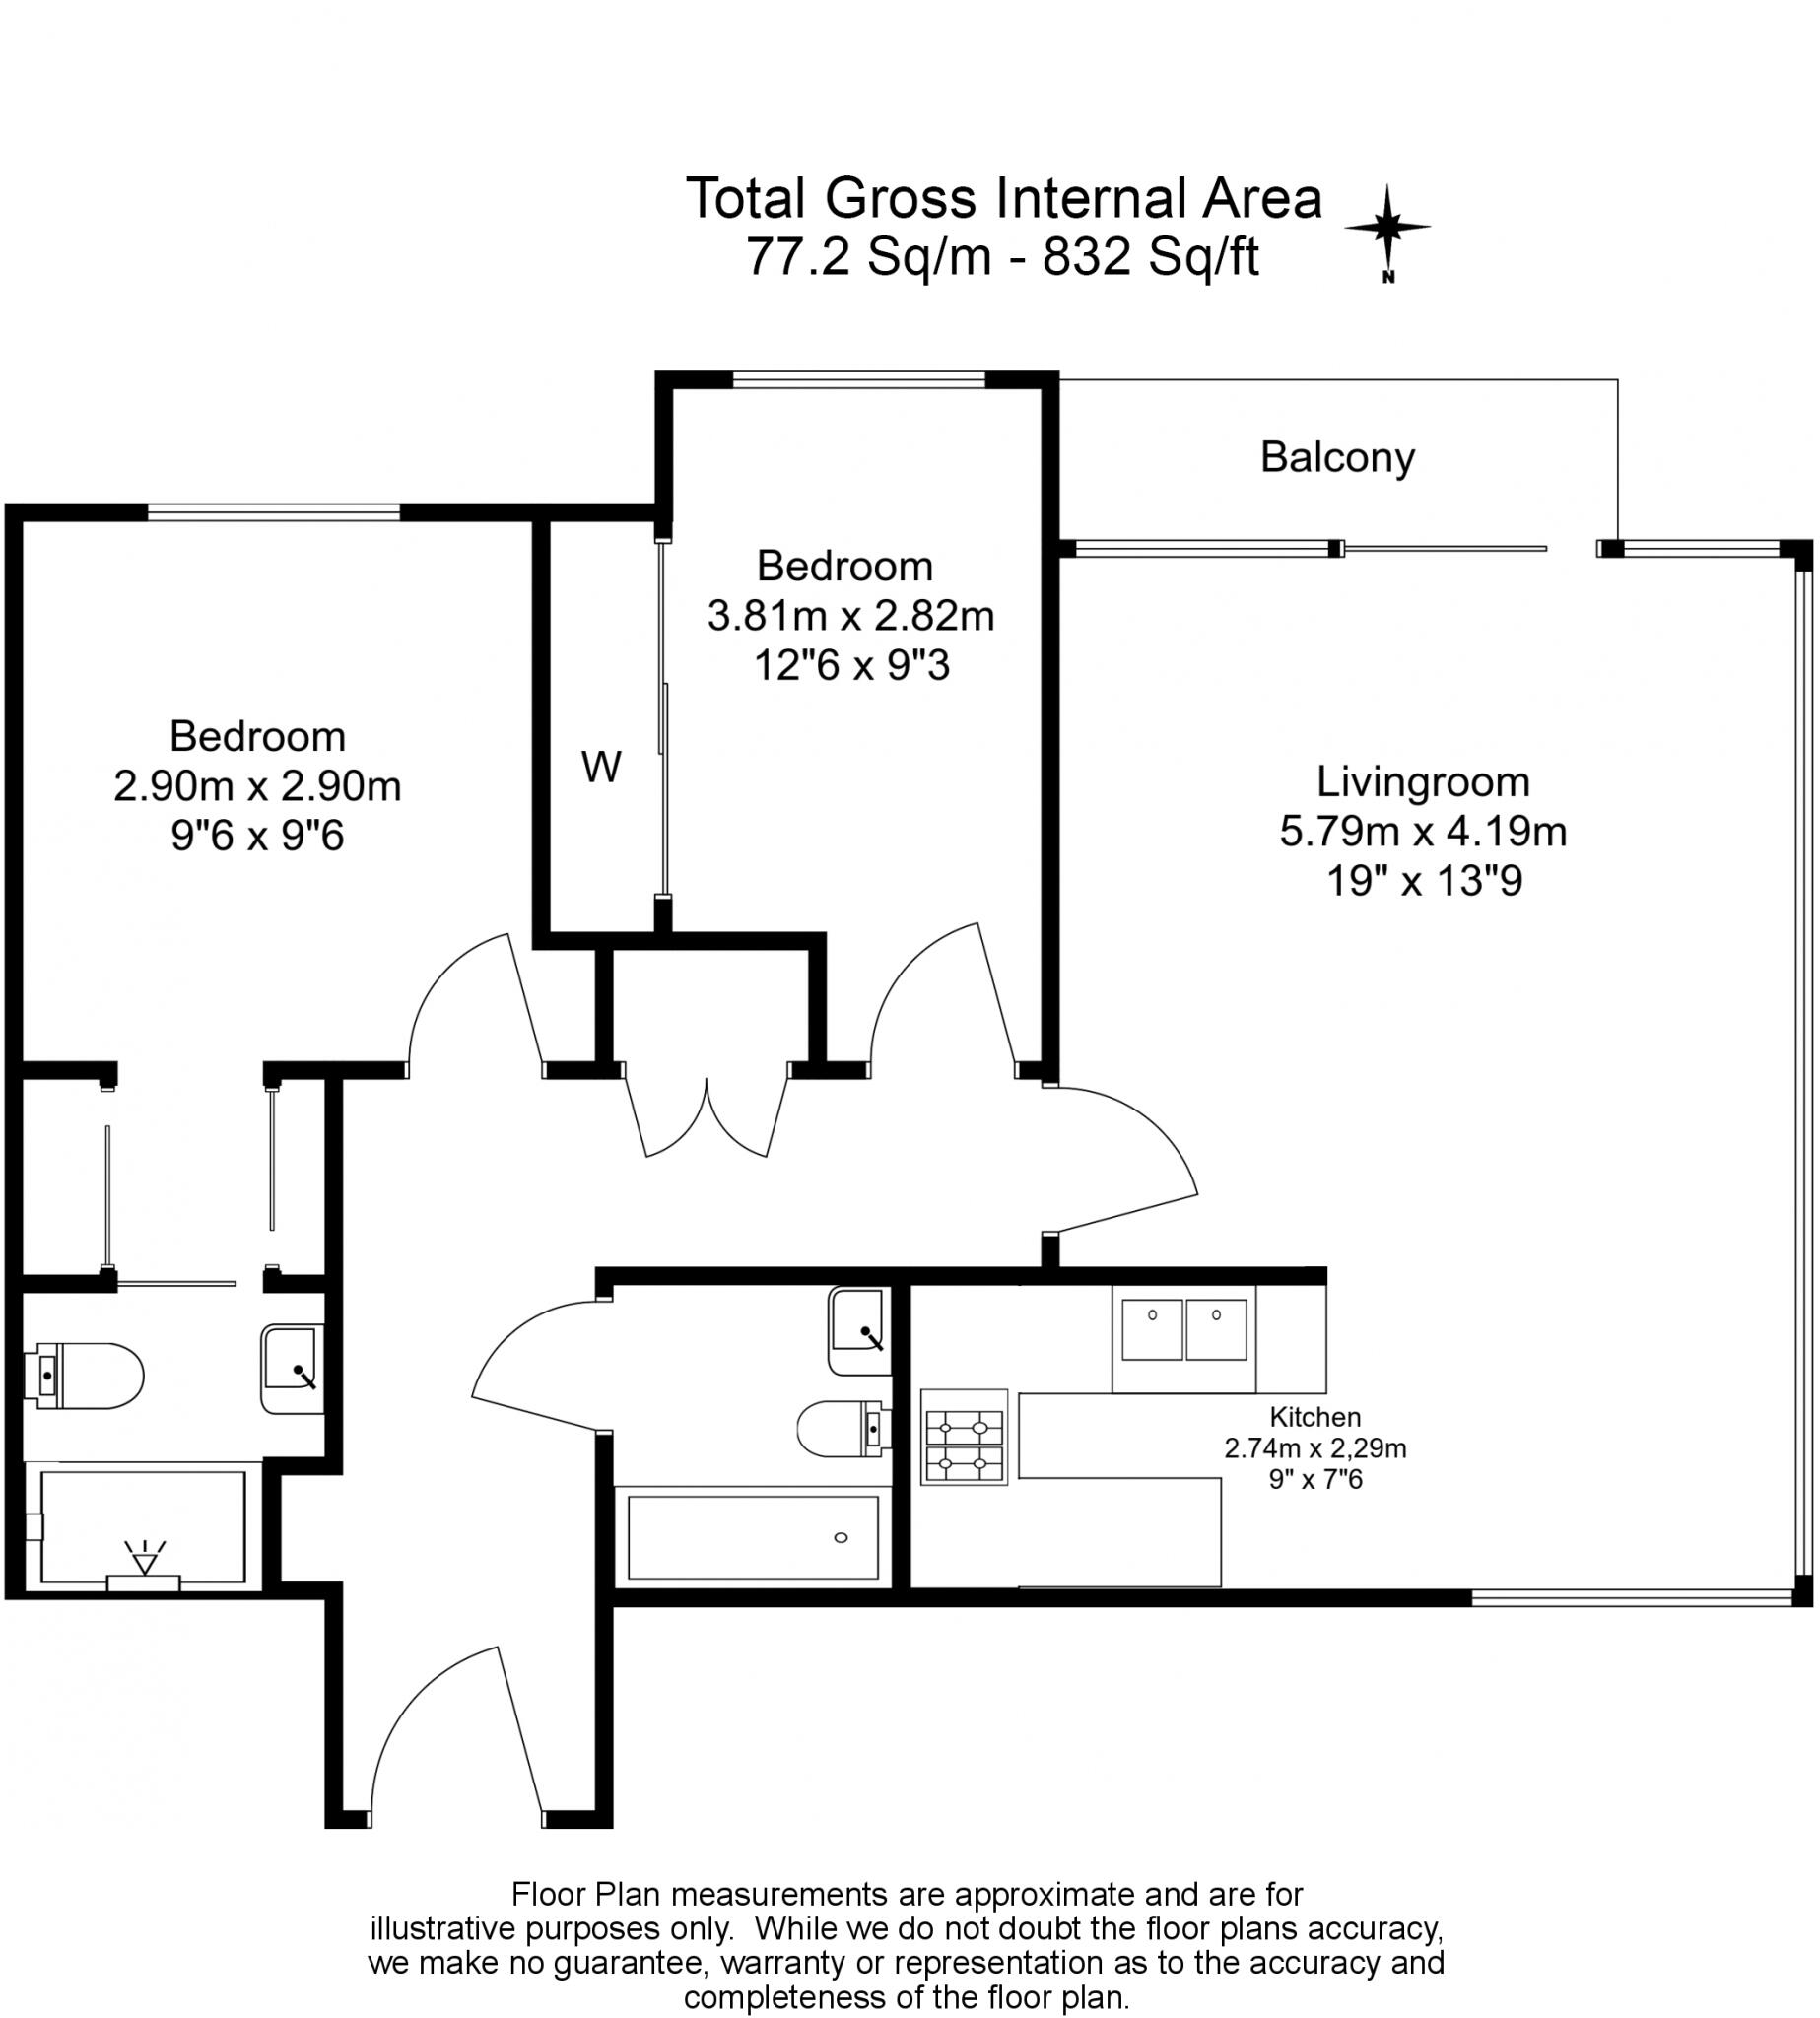 Total Gross Internal Area
77.2 Sq/m - 832 Sq/ft
N
Balcony
Bedroom
3.81m x 2.82m
12"6 x 9"3
Bedroom
2.90m x 2.90m
9"6 x 9"6
W
Livingroom
5.79m x 4.19m
19" x 13"9
Kitchen
2.74m x 2,29m
9" x 7"6
Floor Plan measurements are approximate and are for
illustrative purposes only.  While we do not doubt the floor plans accuracy,
we make no guarantee, warranty or representation as to the accuracy and
completeness of the floor plan.